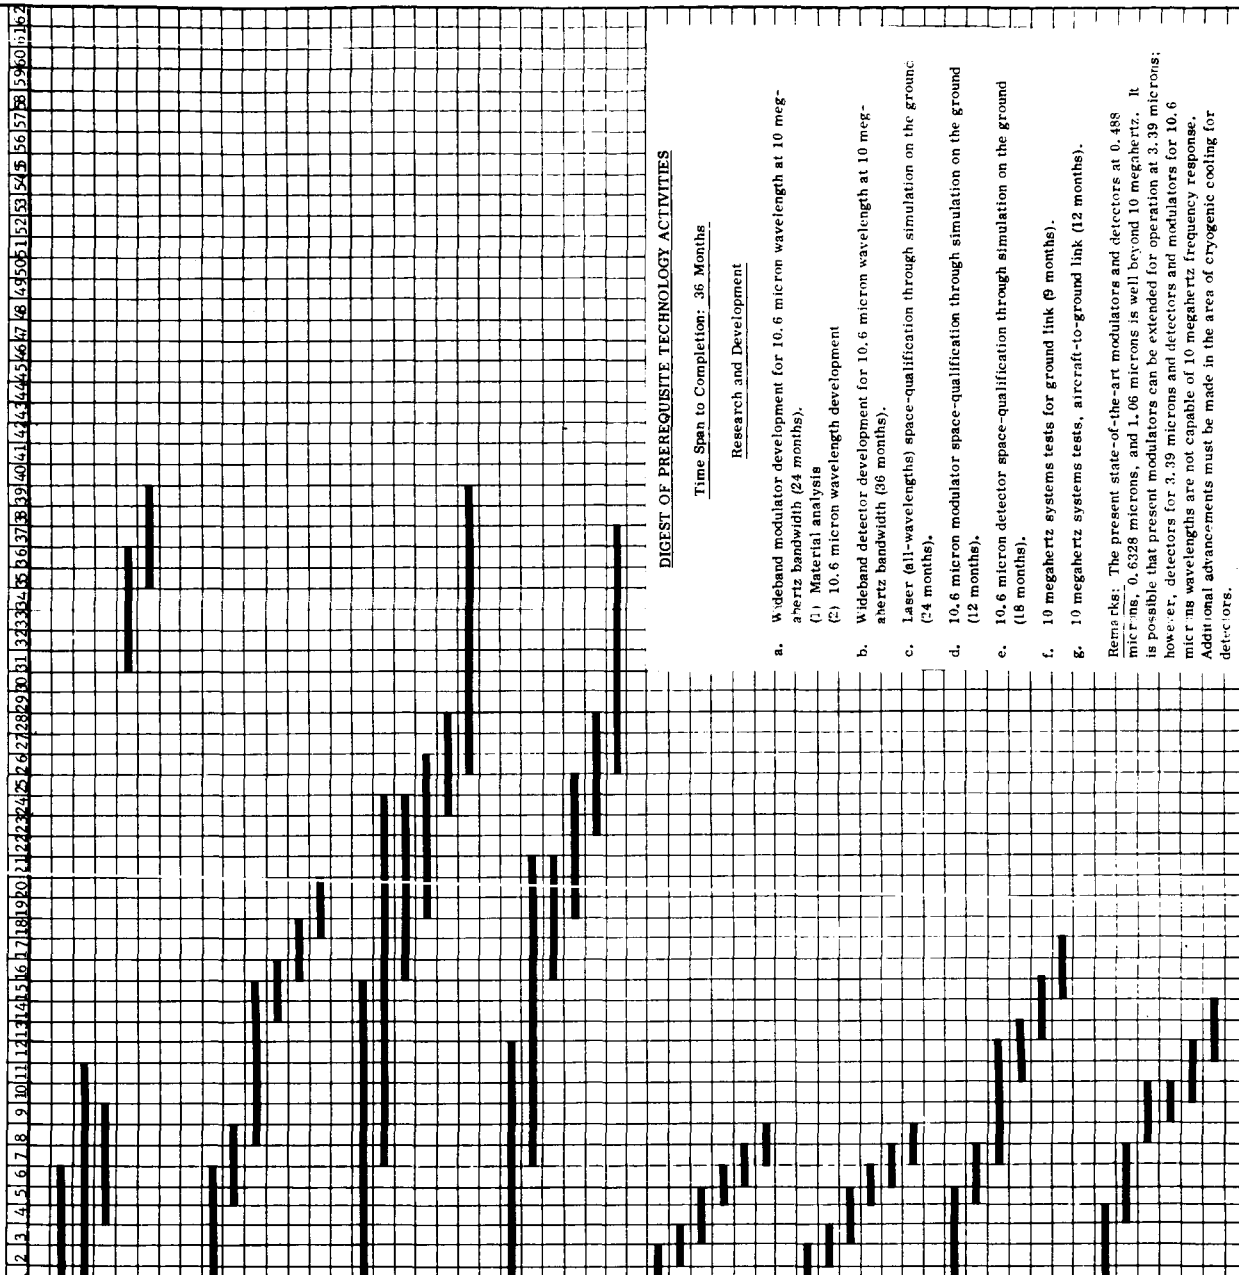 2 3 4 5 6 7 8 9 10 11 12 13 14 15 16 17 18 19 20 21 22 23 24 25 26 27 28 29 30 31 32 33 34 35 36 37 38 39 40 41 42 43 44 45 46 47 48 49 50 51 52 53 54 55 56 57 58 59 60 61 62
DIGEST OF PREREQUISITE TECHNOLOGY ACTIVITIES
Time Span to Completion: 36 Months
Research and Development
a. Wideband modulator development for 10.6 micron wavelength at 10 meg-
ahertz bandwidth (24 months).
(1) Material analysis
(2) 10.6 micron wavelength development
b. Wideband detector development for 10.6 micron wavelength at 10 meg-
ahertz bandwidth (36 months).
c. Laser (all-wavelengths) space-qualification through simulation on the ground
(24 months).
d. 10.6 micron modulator space-qualification through simulation on the ground
(12 months).
e. 10.6 micron detector space-qualification through simulation on the ground
(18 months).
f. 10 megahertz systems tests for ground link (9 months).
g. 10 megahertz systems tests, aircraft-to-ground link (12 months).
Remarks: The present state-of-the-art modulators and detectors at 0.488
microns, 0.6328 microns, and 1.06 microns is well beyond 10 megahertz. It
is possible that present modulators can be extended for operation at 3.39 microns;
however, detectors for 3.39 microns and detectors and modulators for 10.6
microns wavelengths are not capable of 10 megahertz frequency response.
Additional advancements must be made in the area of cryogenic cooling for
detectors.